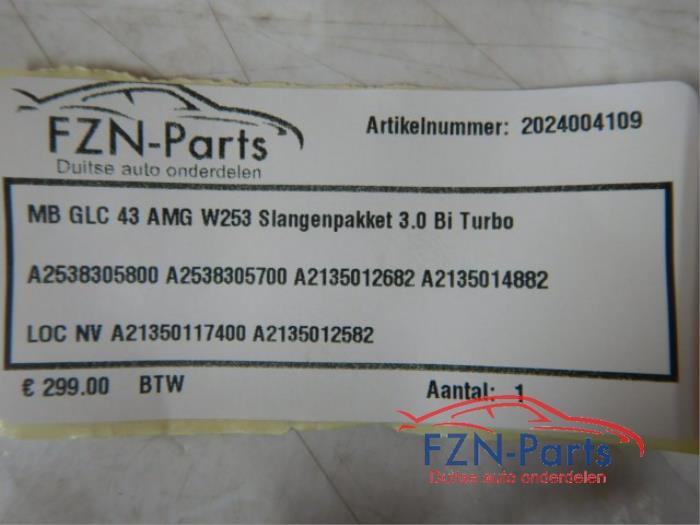 FZN-Parts
Duitse auto onderdelen
Artikelnummer: 2024004109
MB GLC 43 AMG W253 Slangenpakket 3.0 Bi Turbo
A2538305800 A2538305700 A2135012682 A2135014882
LOC NV A21350117400 A2135012582
€ 299.00 BTW Aantal: 1
FZN-Parts
Duitse auto onderdelen